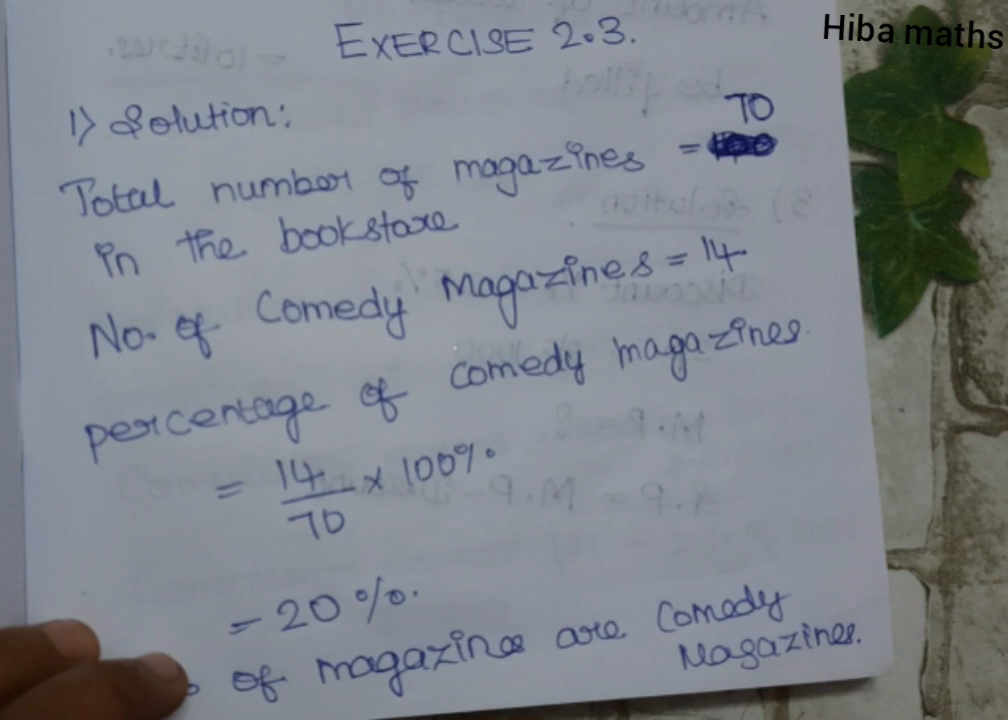 Hiba maths
EXERCISE 2.3.
1) Solution:
Total number of magazines = 70
in the bookstore
No. of Comedy Magazines = 14
percentage of comedy magazines.
= 14/70 x 100%.
= 20%.
of magazines are Comedy
Magazines.